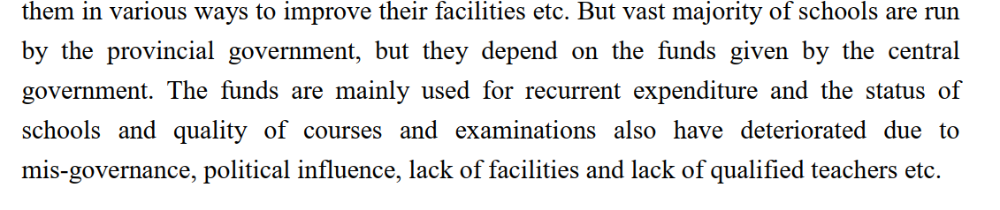 them in various ways to improve their facilities etc. But vast majority of schools are run
by the provincial government, but they depend on the funds given by the central
government. The funds are mainly used for recurrent expenditure and the status of
schools and quality of courses and examinations also have deteriorated due to
mis-governance, political influence, lack of facilities and lack of qualified teachers etc.